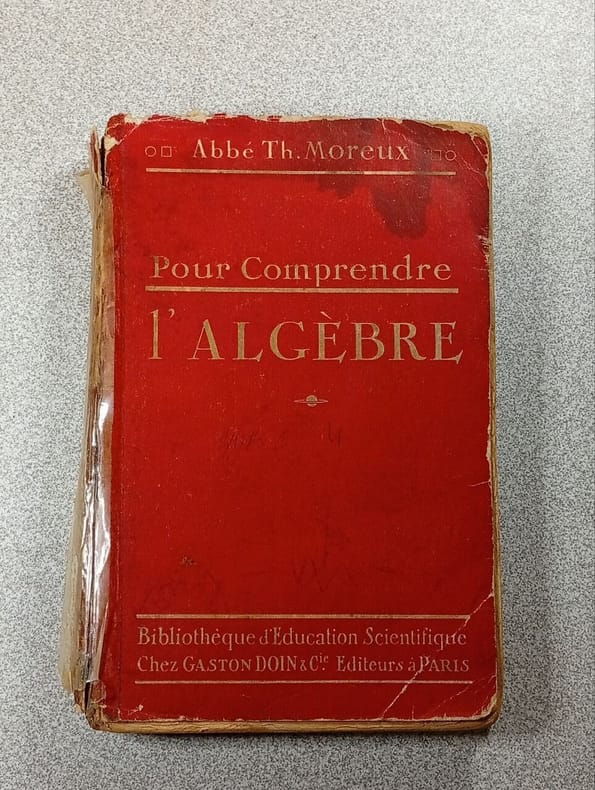 Abbé Th. Moreux
Pour Comprendre
l'ALGÈBRE
Bibliothèque d'Education Scientifique
Chez GASTON DOIN & Cie Editeurs à PARIS